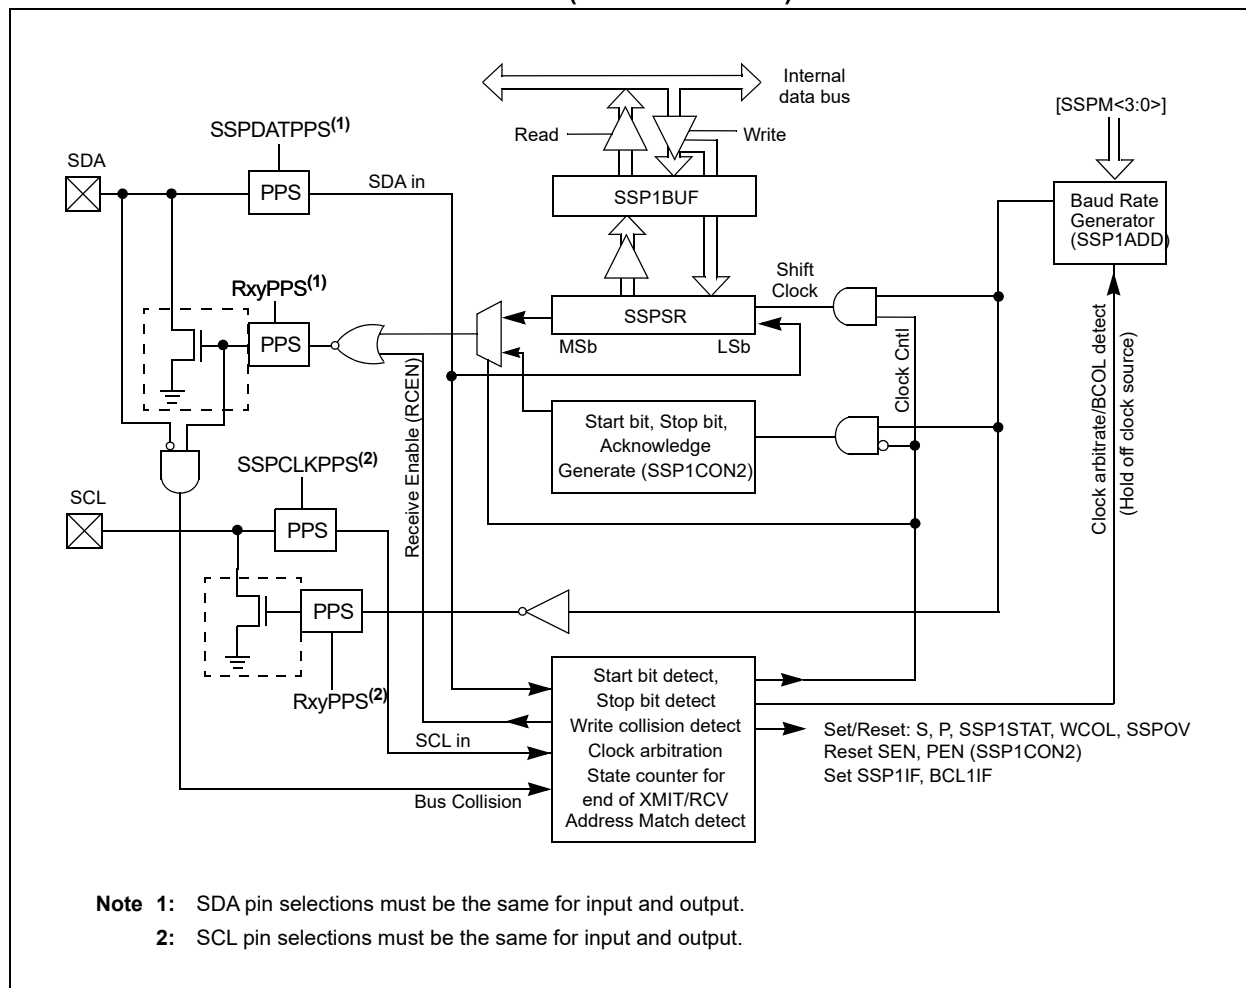 Internal
data bus
[SSPM<3:0>]
Read
Write
SSPDATPPS(1)
SDA
PPS
SDA in
SSP1BUF
Baud Rate
Generator
(SSP1ADD)
RxyPPS(1)
PPS
Shift
Clock
SSPSR
MSb
LSb
Clock Cntl
Start bit, Stop bit,
Acknowledge
Generate (SSP1CON2)
Receive Enable (RCEN)
Clock arbitrate/BCOL detect
(Hold off clock source)
SSPCLKPPS(2)
SCL
PPS
PPS
RxyPPS(2)
SCL in
Bus Collision
Start bit detect,
Stop bit detect
Write collision detect
Clock arbitration
State counter for
end of XMIT/RCV
Address Match detect
Set/Reset: S, P, SSP1STAT, WCOL, SSPOV
Reset SEN, PEN (SSP1CON2)
Set SSP1IF, BCL1IF
Note 1: SDA pin selections must be the same for input and output.
2: SCL pin selections must be the same for input and output.